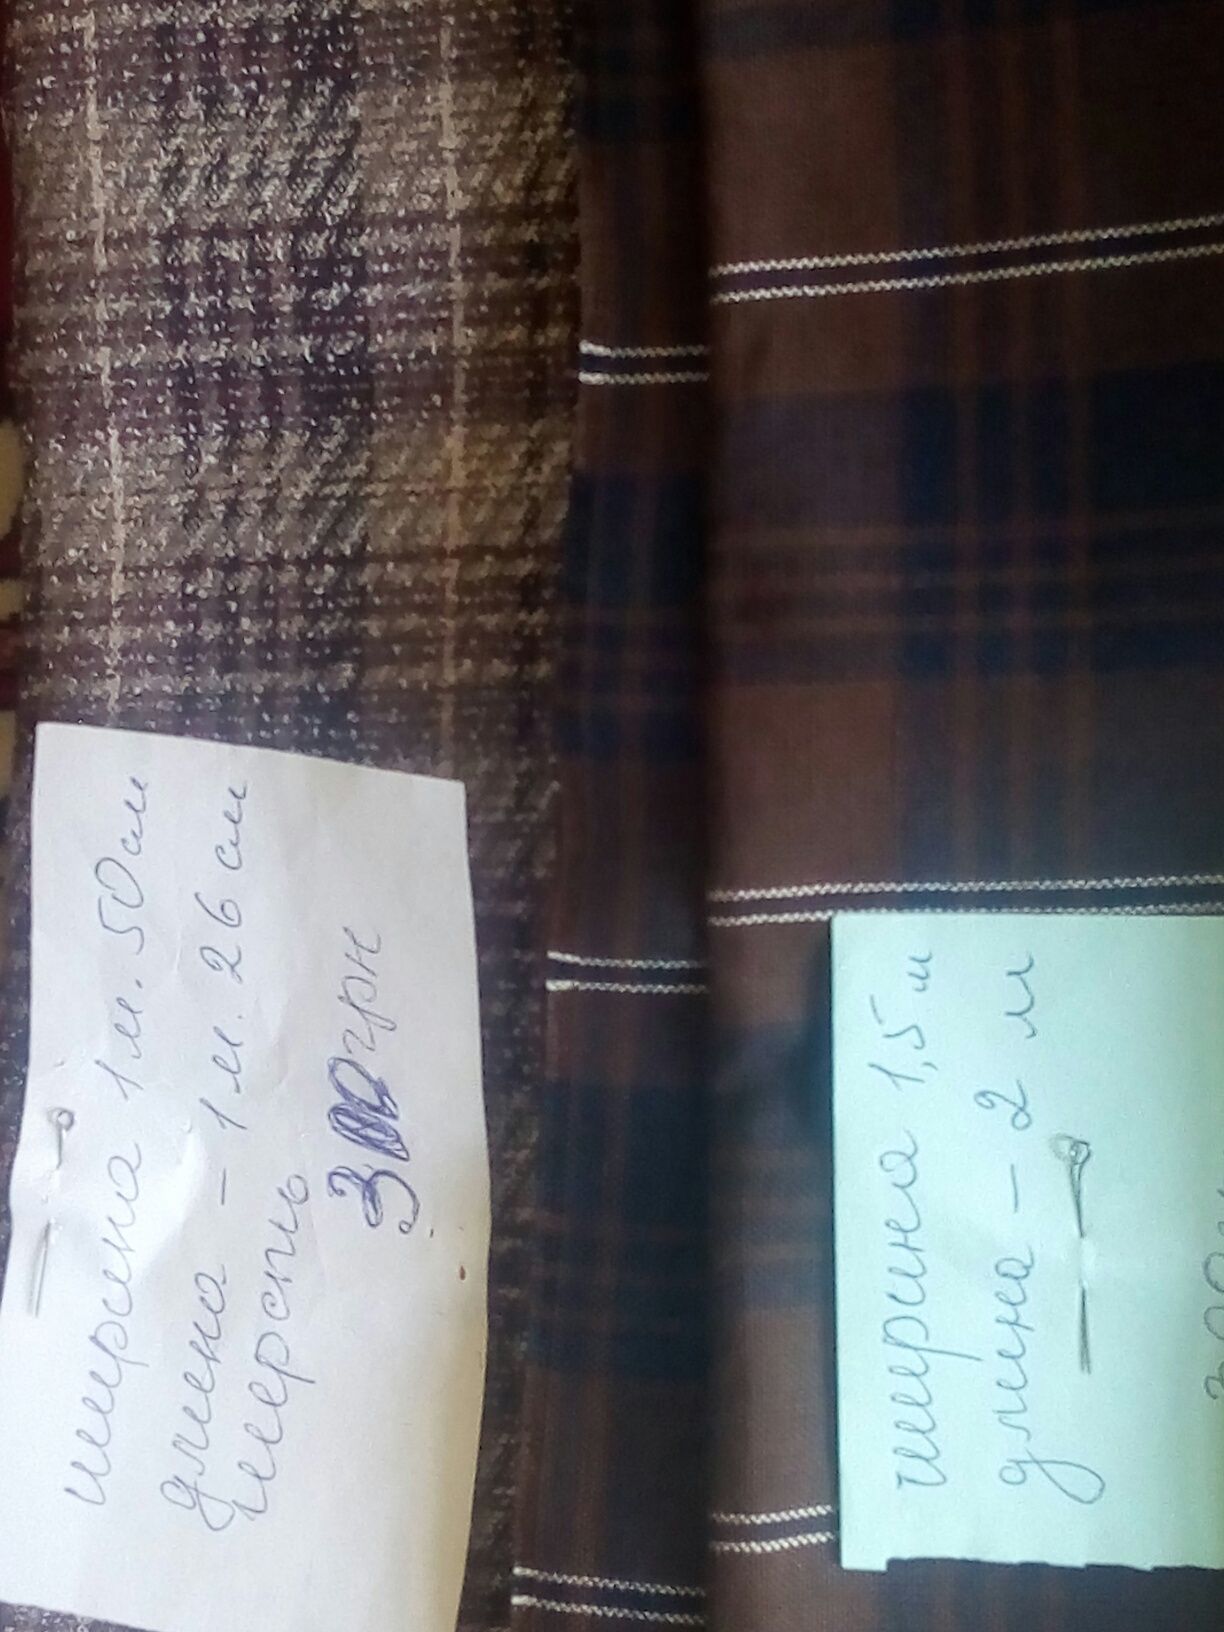 ширина 1 м. 50 см
длина - 1 м. 26 см
шерсть
300 грн
ширина 1,5 м
длина - 2 м